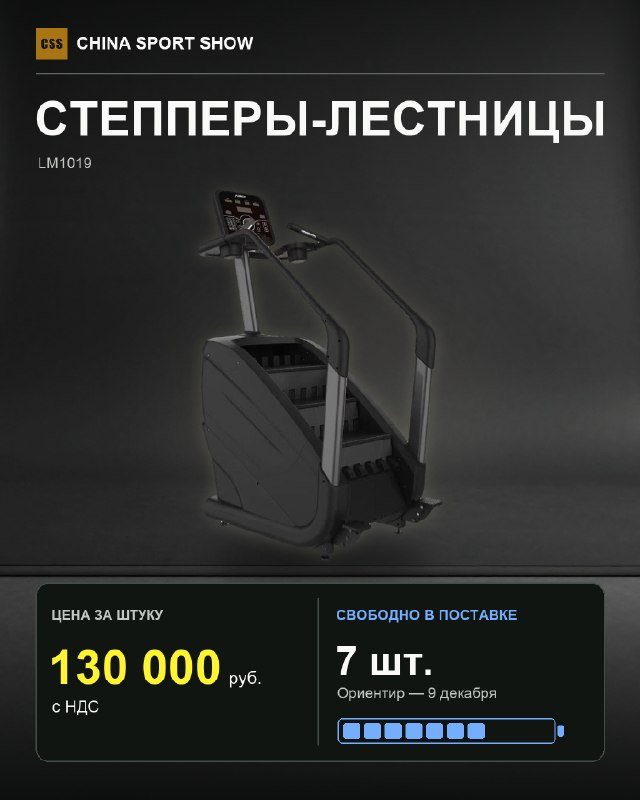 CSS CHINA SPORT SHOW
СТЕППЕРЫ-ЛЕСТНИЦЫ
LM1019
ЦЕНА ЗА ШТУКУ
130 000 руб.
с НДС
СВОБОДНО В ПОСТАВКЕ
7 шт.
Ориентир — 9 декабря